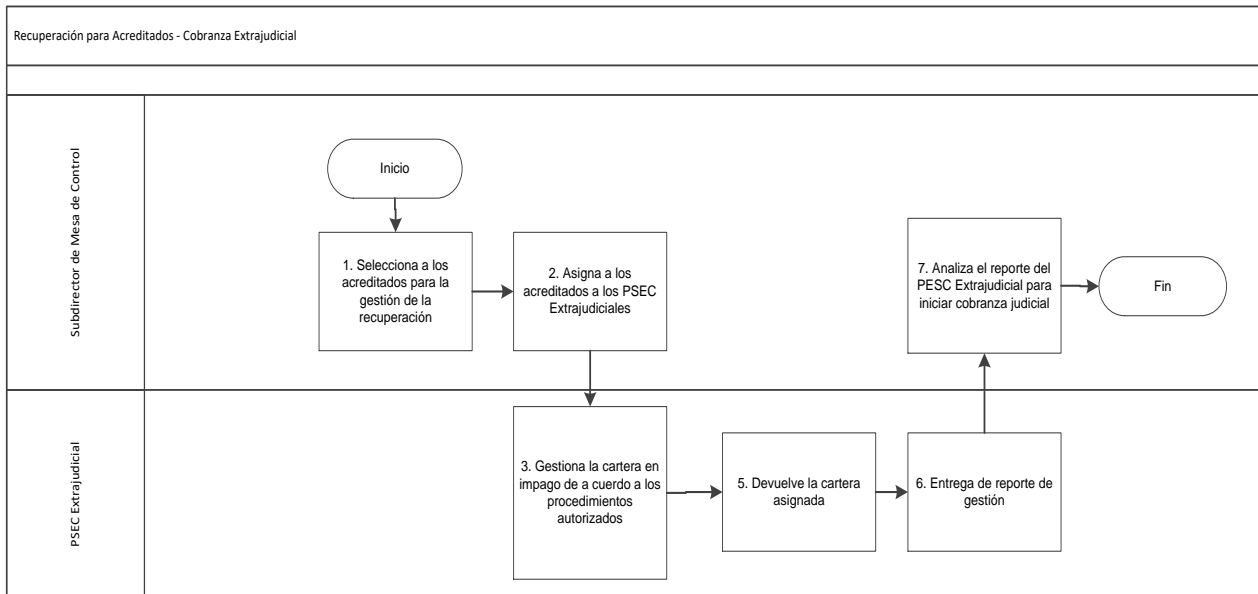 Recuperación para Acreditados - Cobranza Extrajudicial
Subdirector de Mesa de Control
Inicio
1. Selecciona a los
acreditados para la
gestión de la
recuperación
2. Asigna a los
acreditados a los PSEC
Extrajudiciales
7. Analiza el reporte del
PESC Extrajudicial para
iniciar cobranza judicial
Fin
PSEC Extrajudicial
3. Gestiona la cartera en
impago de a cuerdo a los
procedimientos
autorizados
5. Devuelve la cartera
asignada
6. Entrega de reporte de
gestión